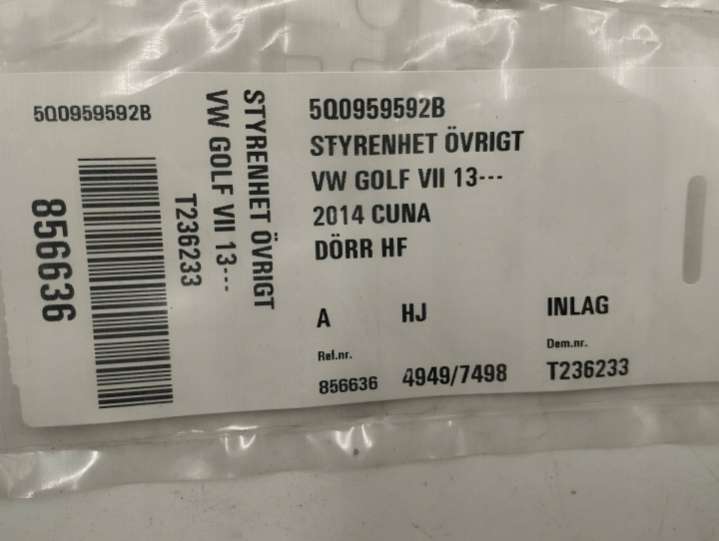 5Q0959592B
856636
STYRENHET ÖVRIGT
VW GOLF VII 13---
T236233
5Q0959592B
STYRENHET ÖVRIGT
VW GOLF VII 13---
2014 CUNA
DÖRR HF
A HJ INLAG
Rel.nr. Dem.nr.
856636 4949/7498 T236233